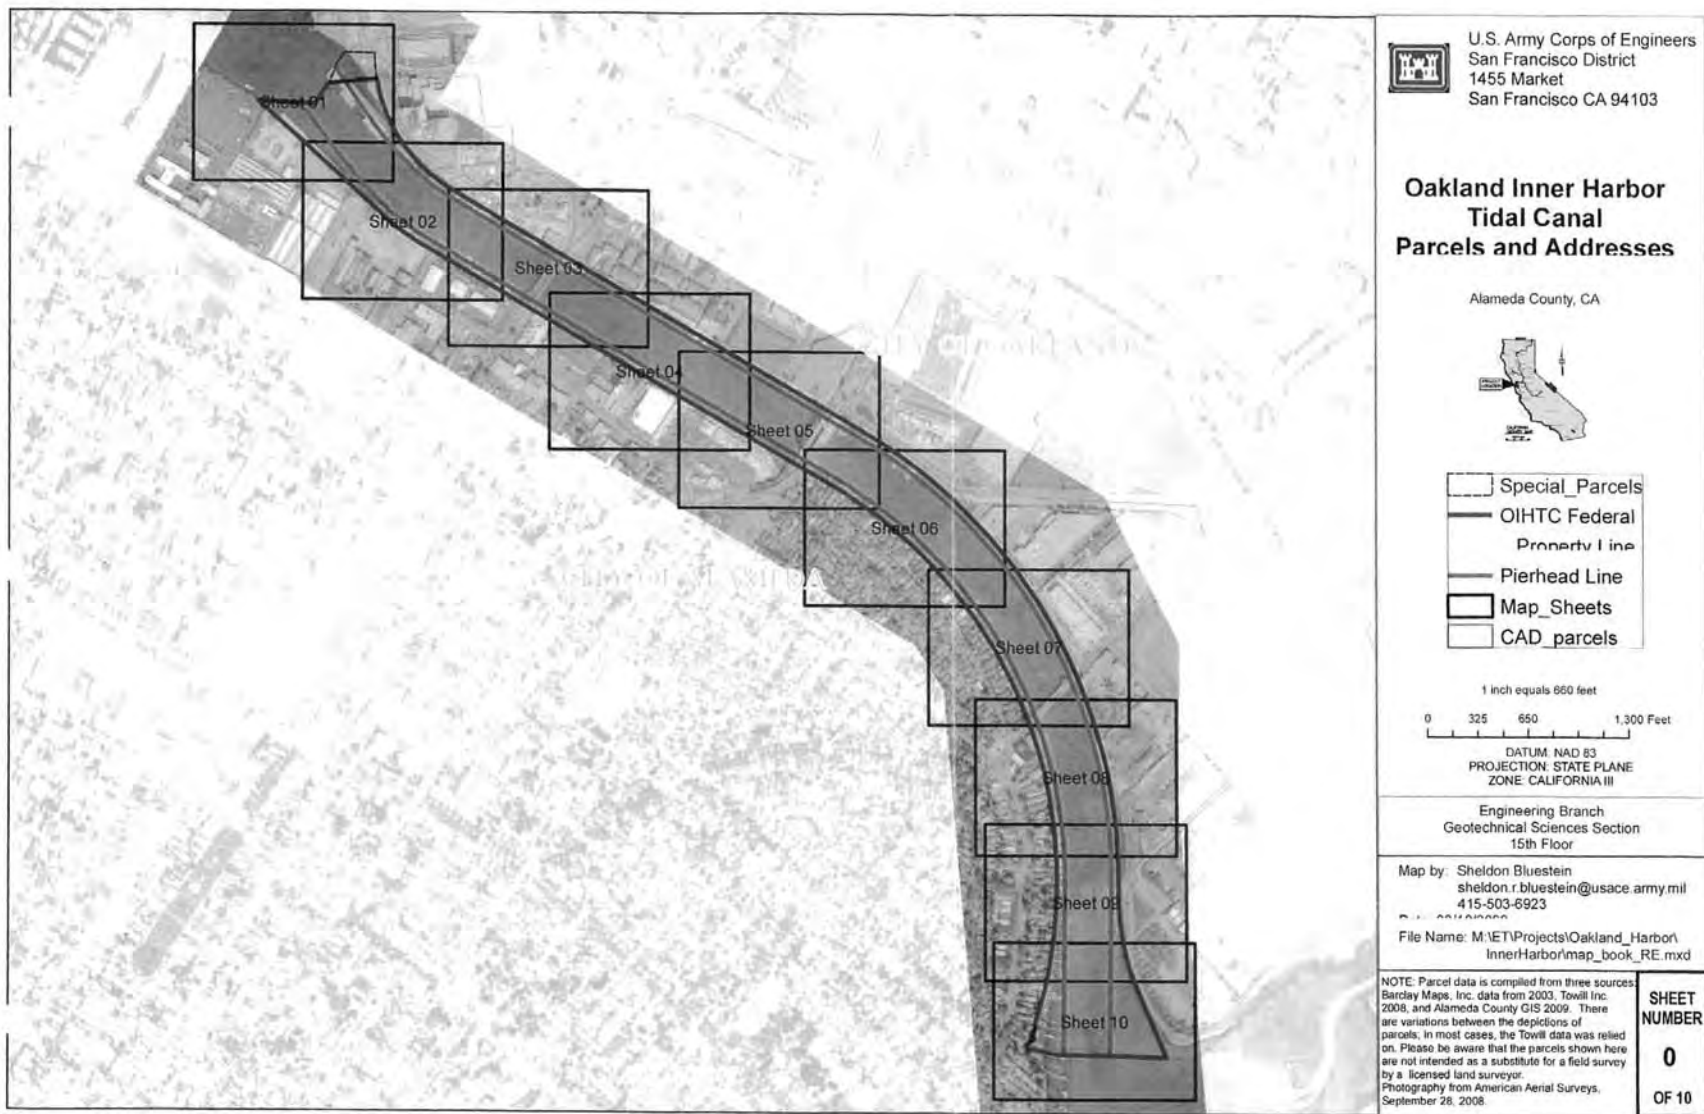 Sheet 01
Sheet 02
Sheet 03
Sheet 04
Sheet 05
Sheet 06
Sheet 07
Sheet 08
Sheet 09
Sheet 10
U.S. Army Corps of Engineers
San Francisco District
1455 Market
San Francisco CA 94103
Oakland Inner Harbor
Tidal Canal
Parcels and Addresses
Alameda County, CA
Special_Parcels
OIHTC Federal
Property Line
Pierhead Line
Map_Sheets
CAD_parcels
1 inch equals 660 feet
0 325 650 1,300 Feet
DATUM: NAD 83
PROJECTION: STATE PLANE
ZONE: CALIFORNIA III
Engineering Branch
Geotechnical Sciences Section
15th Floor
Map by: Sheldon Bluestein
sheldon.r.bluestein@usace.army.mil
415-503-6923
File Name: M:\ET\Projects\Oakland_Harbor\
InnerHarbor\map_book_RE.mxd
NOTE: Parcel data is compiled from three sources:
Barclay Maps, Inc. data from 2003, Towill Inc.
2008, and Alameda County GIS 2009. There
are variations between the depictions of
parcels; in most cases, the Towill data was relied
on. Please be aware that the parcels shown here
are not intended as a substitute for a field survey
by a licensed land surveyor.
Photography from American Aerial Surveys,
September 28, 2008.
SHEET
NUMBER
0
OF 10